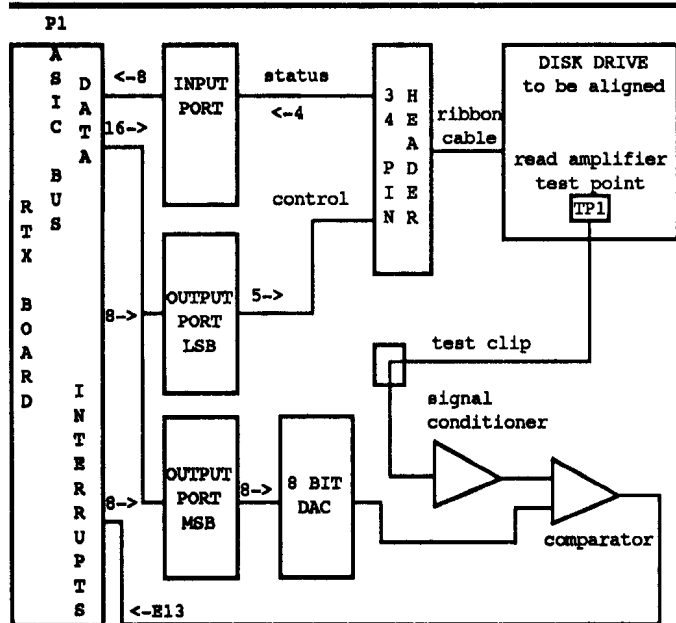 P1
ASIC BUS
RTX BOARD
DATA
INTERRUPTS
<-8
16->
8->
8->
<-E13
INPUT
PORT
status
<-4
control
OUTPUT
PORT
LSB
5->
OUTPUT
PORT
MSB
8->
8 BIT
DAC
34 PIN
HEADER
ribbon
cable
DISK DRIVE
to be aligned
read amplifier
test point
TP1
test clip
signal
conditioner
comparator